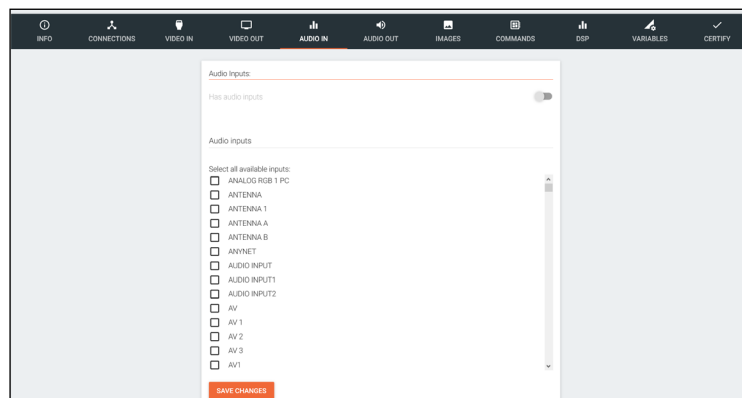 INFO
CONNECTIONS
VIDEO IN
VIDEO OUT
AUDIO IN
AUDIO OUT
IMAGES
COMMANDS
DSP
VARIABLES
CERTIFY
Audio Inputs:
Has audio inputs
Audio inputs
Select all available inputs:
ANALOG RGB 1 PC
ANTENNA
ANTENNA 1
ANTENNA A
ANTENNA B
ANYNET
AUDIO INPUT
AUDIO INPUT1
AUDIO INPUT2
AV
AV 1
AV 2
AV 3
AV1
SAVE CHANGES